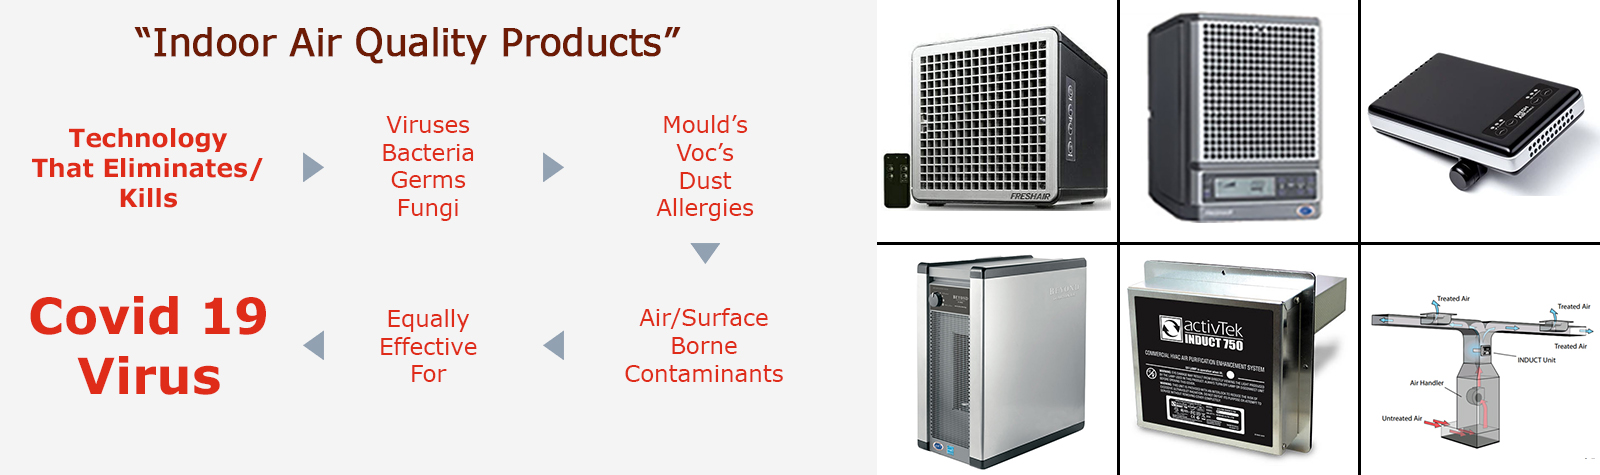 “Indoor Air Quality Products”
Technology
That Eliminates/
Kills
Viruses
Bacteria
Germs
Fungi
Mould’s
Voc’s
Dust
Allergies
Air/Surface
Borne
Contaminants
Equally
Effective
For
Covid 19
Virus
FRESHAIR
activTek
INDUCT 750
COMMERCIAL HVAC AIR PURIFICATION ENHANCEMENT SYSTEM
Treated Air
Treated Air
Treated Air
INDUCT Unit
Air Handler
Untreated Air